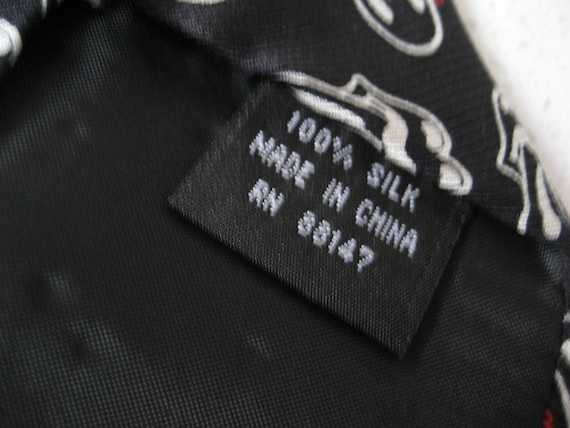 100% SILK
MADE IN CHINA
RN 88147